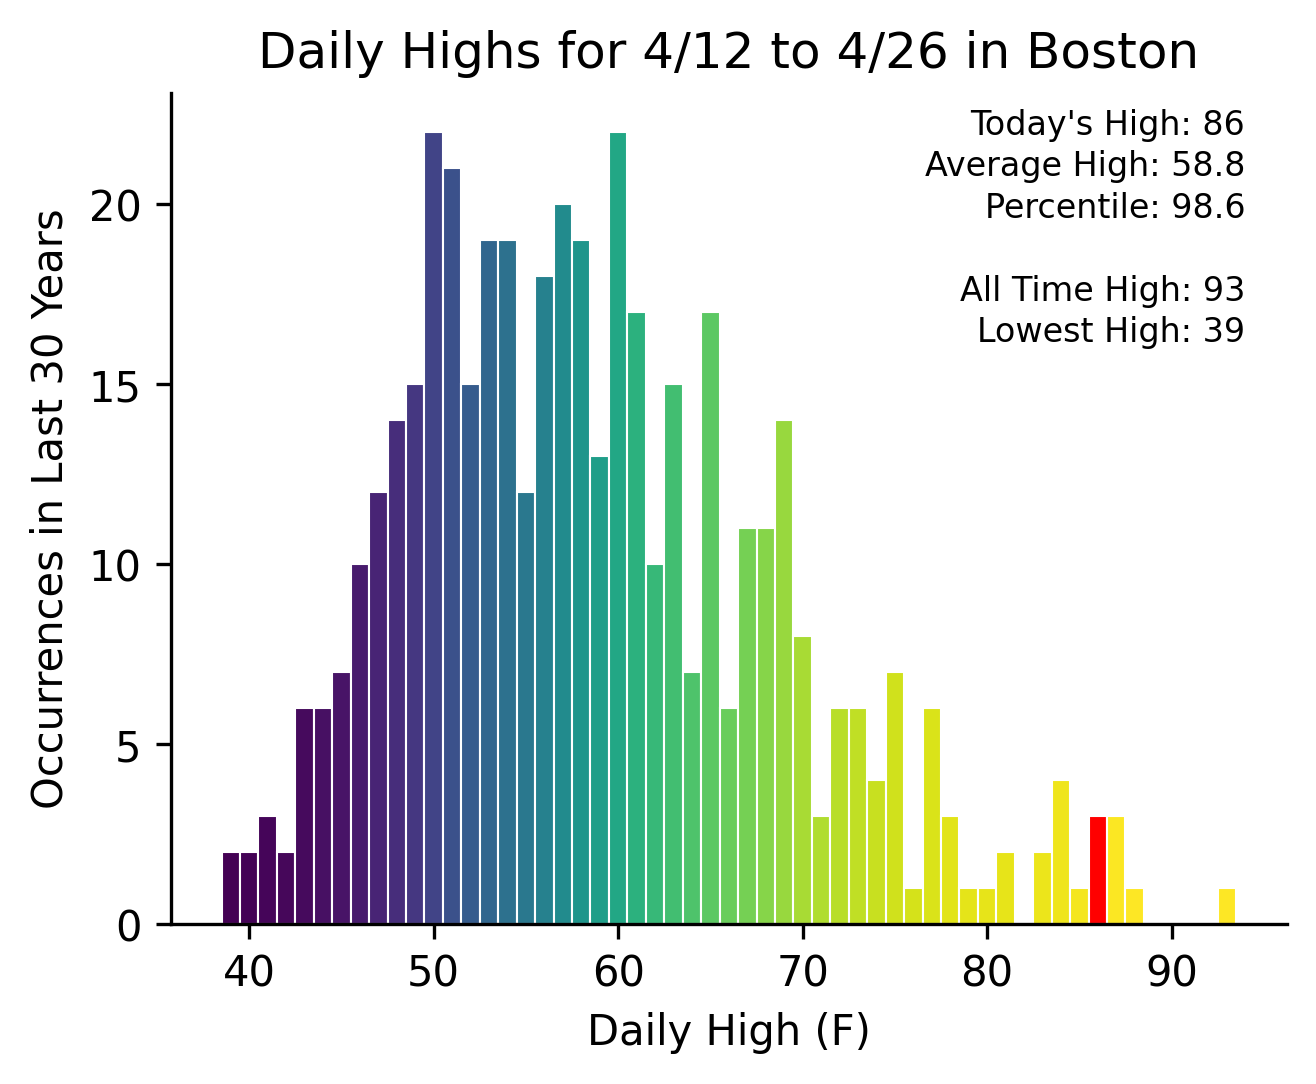 Daily Highs for 4/12 to 4/26 in Boston
Today's High: 86
Average High: 58.8
Percentile: 98.6
All Time High: 93
Lowest High: 39
Occurrences in Last 30 Years
20
15
10
5
0
40 50 60 70 80 90
Daily High (F)